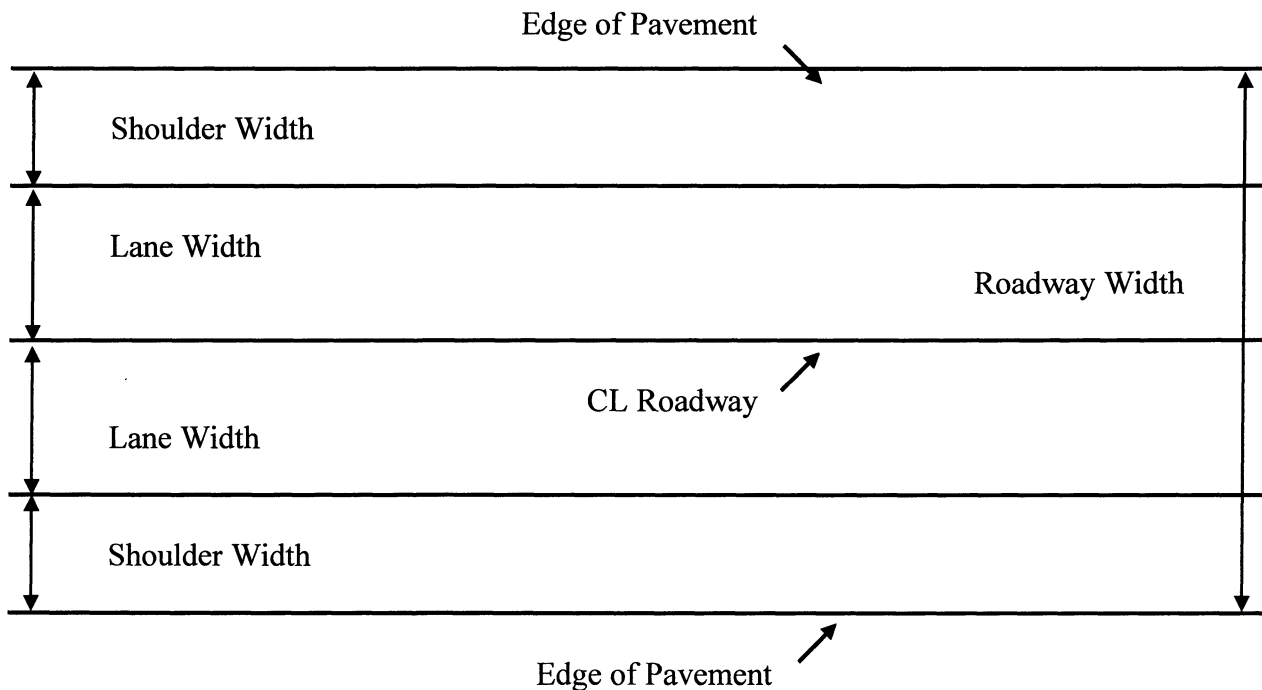 Edge of Pavement
Shoulder Width
Lane Width
Roadway Width
CL Roadway
Lane Width
Shoulder Width
Edge of Pavement